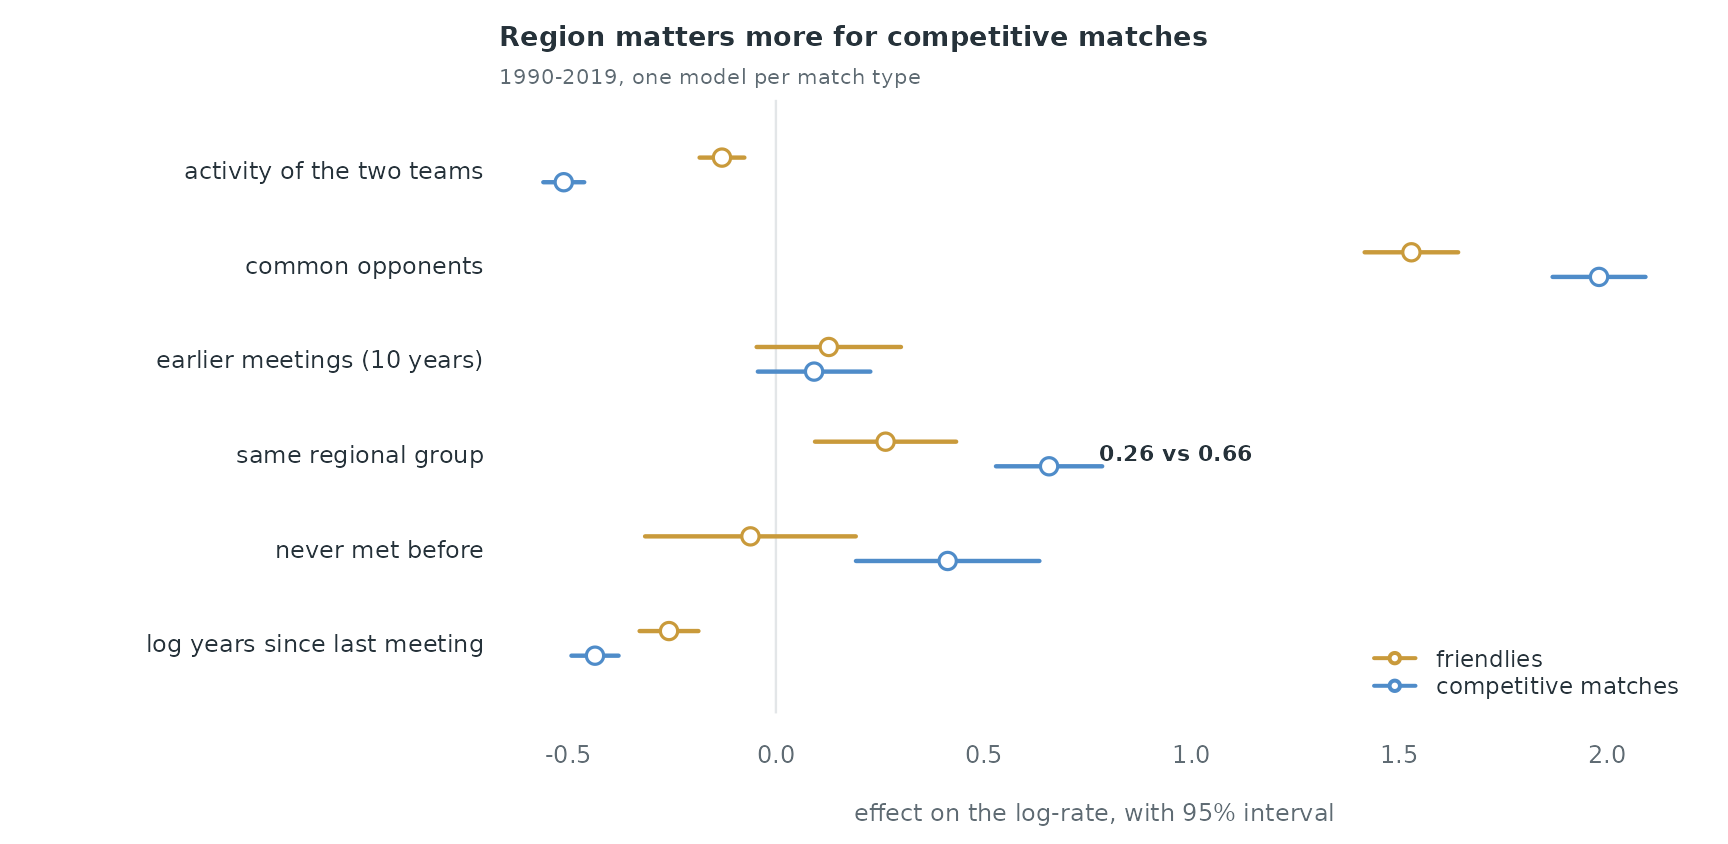 Region matters more for competitive matches
1990-2019, one model per match type
activity of the two teams
common opponents
earlier meetings (10 years)
same regional group
0.26 vs 0.66
never met before
log years since last meeting
friendlies
competitive matches
-0.5 0.0 0.5 1.0 1.5 2.0
effect on the log-rate, with 95% interval